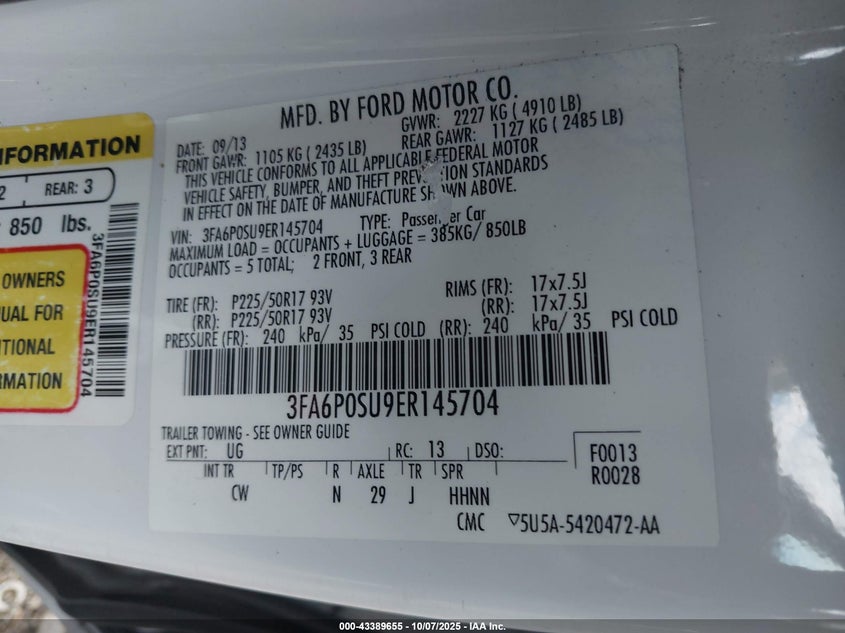 MFD. BY FORD MOTOR CO.
DATE: 09/13 GVWR: 2227 KG ( 4910 LB)
FRONT GAWR: 1105 KG ( 2435 LB) REAR GAWR: 1127 KG ( 2485 LB)
THIS VEHICLE CONFORMS TO ALL APPLICABLE FEDERAL MOTOR
VEHICLE SAFETY, BUMPER, AND THEFT STANDARDS
IN EFFECT ON THE DATE OF MANUFACTURE ABOVE.
VIN: 3FA6P0SU9ER145704 TYPE: Car
MAXIMUM LOAD = OCCUPANTS + LUGGAGE = 385KG/ 850LB
OCCUPANTS = 5 TOTAL; 2 FRONT, 3 REAR
TIRE (FR): P225/50R17 93V RIMS (FR): 17x7.5J
(RR): P225/50R17 93V (RR): 17x7.5J
PRESSURE (FR): 240 kPa/ 35 PSI COLD (RR): 240 kPa/ 35 PSI COLD
3FA6P0SU9ER145704
TRAILER TOWING - SEE OWNER GUIDE
EXT PNT: UG RC: 13 DSO: F0013
INT TR TP/PS R AXLE TR SPR R0028
CW N 29 J HHNN
CMC ▽5U5A-5420472-AA
INFORMATION
2 REAR: 3
850 lbs.
OWNERS
UAL FOR
ITIONAL
RMATION
3FA6P0SU9ER145704
000-43389655 - 10/07/2025 - COPYRIGHT © IAA, Inc.